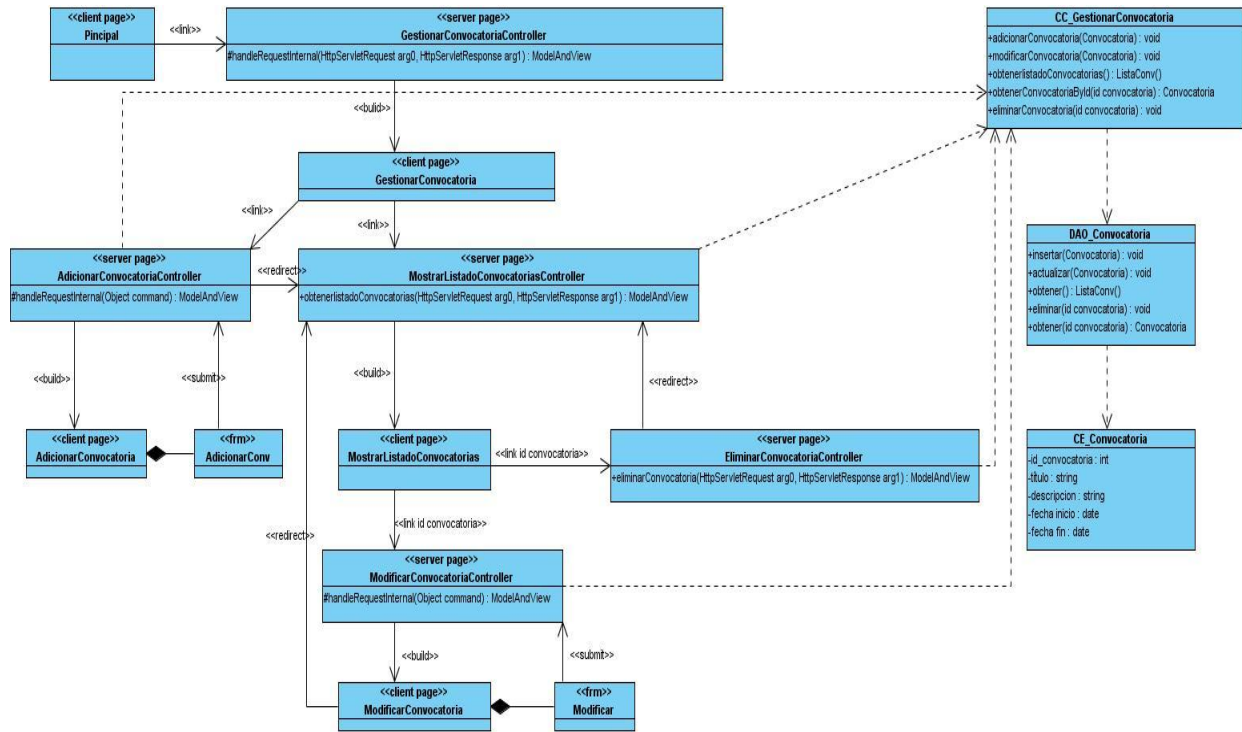 <<client page>>
Pincipal
<<link>>
<<server page>>
GestionarConvocatoriaController
#handleRequestInternal(HttpServletRequest arg0, HttpServletResponse arg1) : ModelAndView
CC_GestionarConvocatoria
+adicionarConvocatoria(Convocatoria) : void
+modificarConvocatoria(Convocatoria) : void
+obtenerlistadoConvocatorias() : ListaConv()
+obtenerConvocatoriaById(id convocatoria) : Convocatoria
+eliminarConvocatoria(id convocatoria) : void
<<bulid>>
<<client page>>
GestionarConvocatoria
<<link>>
<<link>>
<<server page>>
AdicionarConvocatoriaController
#handleRequestInternal(Object command) : ModelAndView
<<redirect>>
<<server page>>
MostrarListadoConvocatoriasController
+obtenerlistadoConvocatorias(HttpServletRequest arg0, HttpServletResponse arg1) : ModelAndView
DAO_Convocatoria
+insertar(Convocatoria) : void
+actualizar(Convocatoria) : void
+obtener() : ListaConv()
+eliminar(id convocatoria) : void
+obtener(id convocatoria) : Convocatoria
<<build>>
<<submit>>
<<build>>
<<redirect>>
<<client page>>
AdicionarConvocatoria
<<frm>>
AdicionarConv
<<client page>>
MostrarListadoConvocatorias
<<link id convocatoria>>
<<server page>>
EliminarConvocatoriaController
+eliminarConvocatoria(HttpServletRequest arg0, HttpServletResponse arg1) : ModelAndView
CE_Convocatoria
-id_convocatoria : int
-título : string
-descripcion : string
-fecha inicio : date
-fecha fin : date
<<link id convocatoria>>
<<redirect>>
<<server page>>
ModificarConvocatoriaController
#handleRequestInternal(Object command) : ModelAndView
<<build>>
<<submit>>
<<client page>>
ModificarConvocatoria
<<frm>>
Modificar